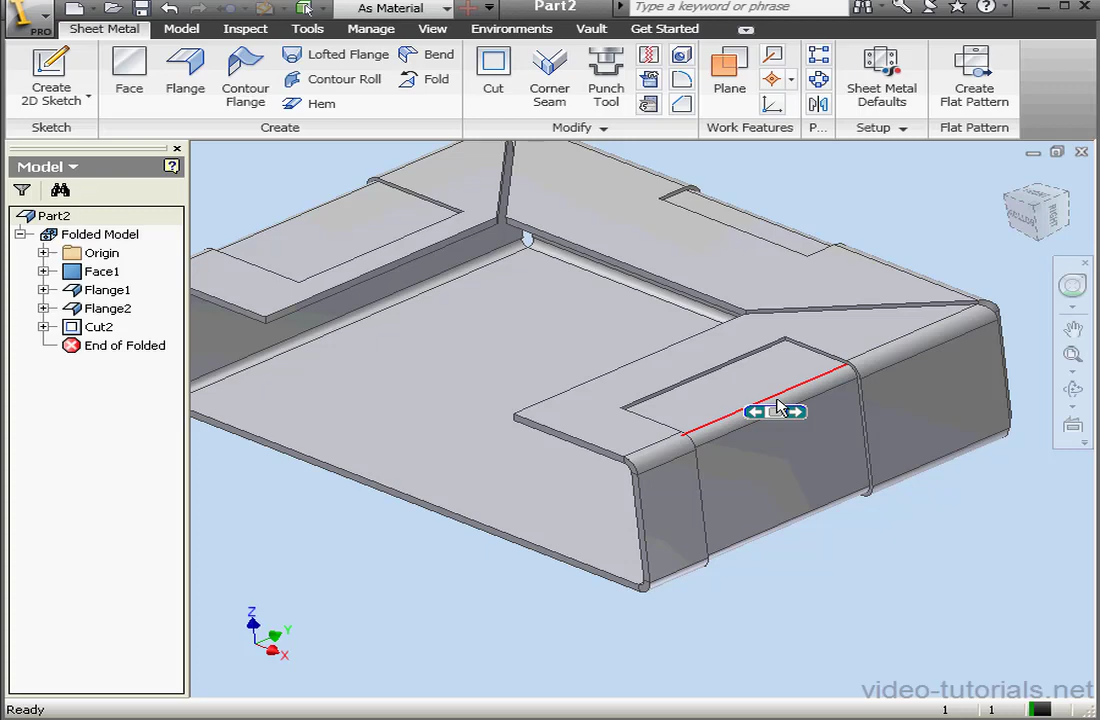 PRO
As Material
Part2
Type a keyword or phrase
Sheet Metal
Model
Inspect
Tools
Manage
View
Environments
Vault
Get Started
Create
2D Sketch
Face
Flange
Contour
Flange
Lofted Flange
Contour Roll
Hem
Bend
Fold
Cut
Corner
Seam
Punch
Tool
Plane
Sheet Metal
Defaults
Create
Flat Pattern
Sketch
Create
Modify
Work Features
P...
Setup
Flat Pattern
Model
Part2
Folded Model
Origin
Face1
Flange1
Flange2
Cut2
End of Folded
RIGHT
Z
Y
X
video-tutorials.net
Ready
1
1